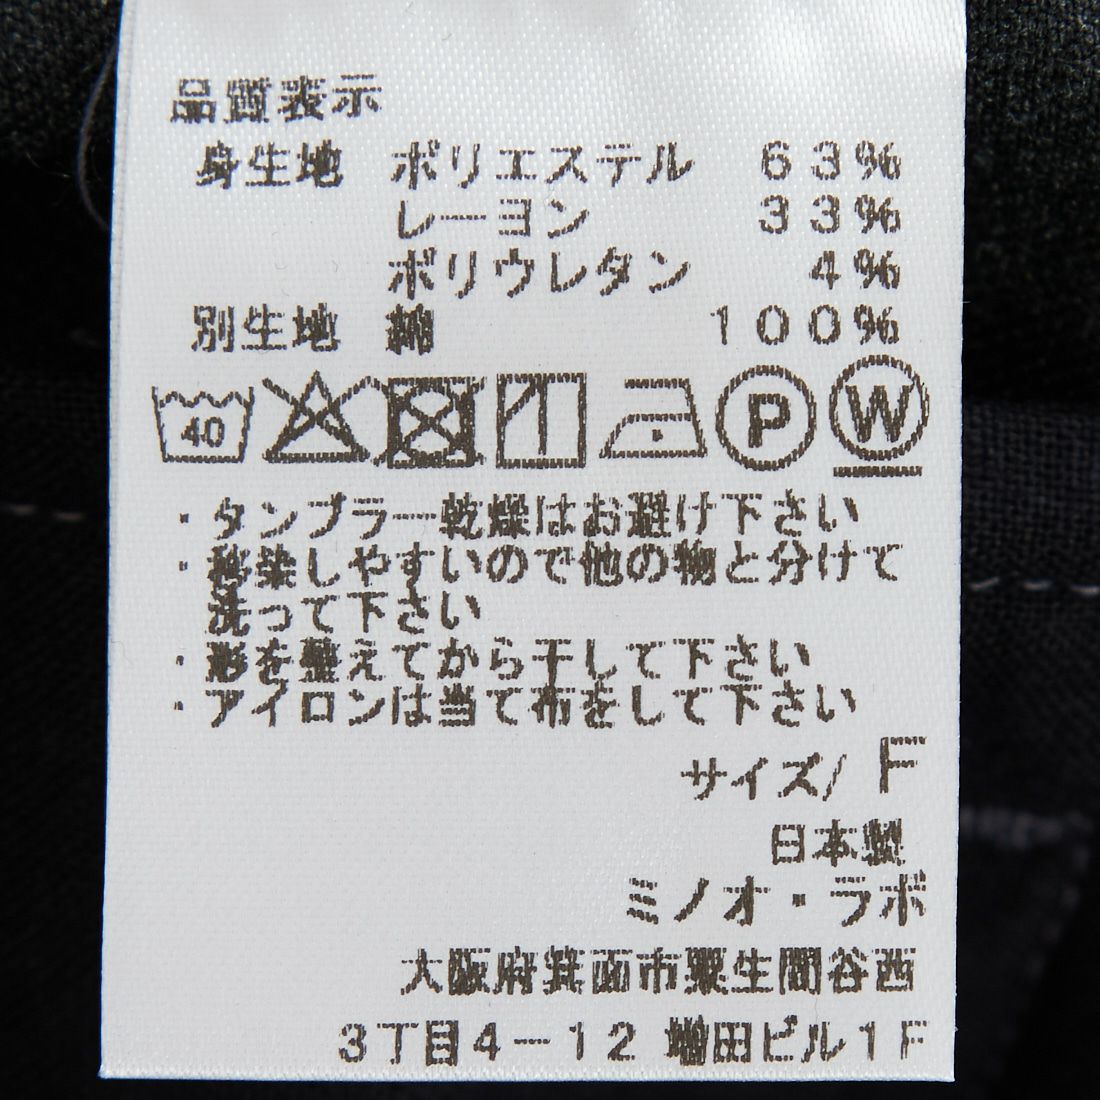 品質表示
身生地 ポリエステル 63%
レーヨン 33%
ポリウレタン 4%
別生地 綿 100%
40 P W
・タンブラー乾燥はお避け下さい
・移染しやすいので他の物と分けて
洗って下さい
・形を整えてから干して下さい
・アイロンは当て布をして下さい
サイズ/F
日本製
ミノオ・ラボ
大阪府箕面市粟生間谷西
3丁目4-12 増田ビル1F